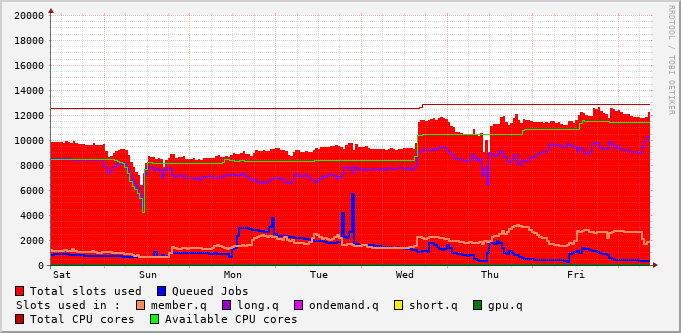 20000
18000
16000
14000
12000
10000
8000
6000
4000
2000
0
Sat Sun Mon Tue Wed Thu Fri
RRDTOOL / TOBI OETIKER
Total slots used Queued Jobs
Slots used in : member.q long.q ondemand.q short.q gpu.q
Total CPU cores Available CPU cores